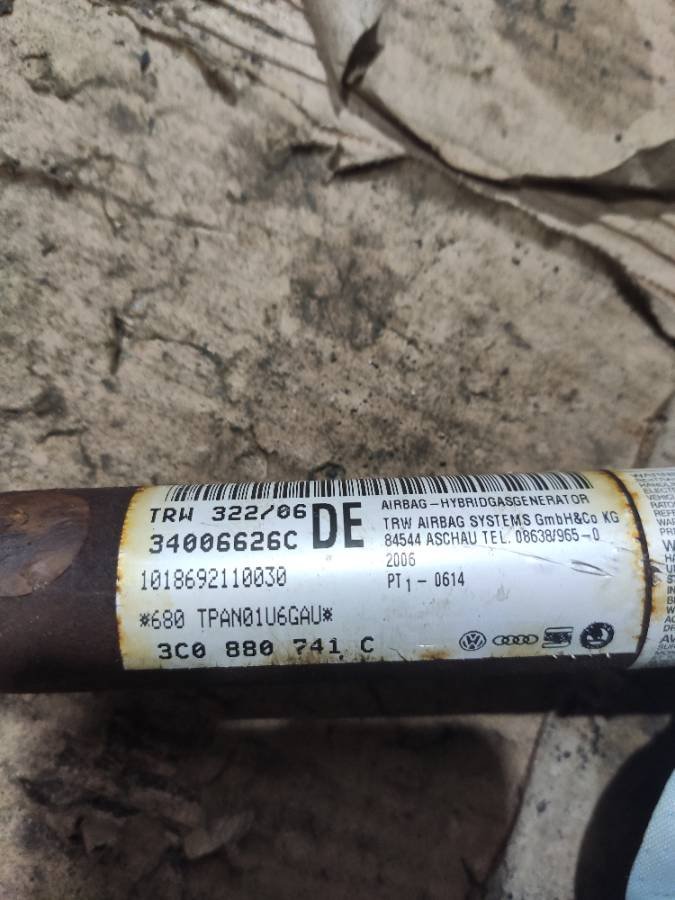 TRW 322/06
34006626C
DE
1018692110030
*680 TPAN01U6GAU*
3C0 880 741 C
AIRBAG-HYBRIDGASGENERATOR
TRW AIRBAG SYSTEMS GmbH&Co KG
84544 ASCHAU TEL. 08638/965-0
2006
PT1 - 0614